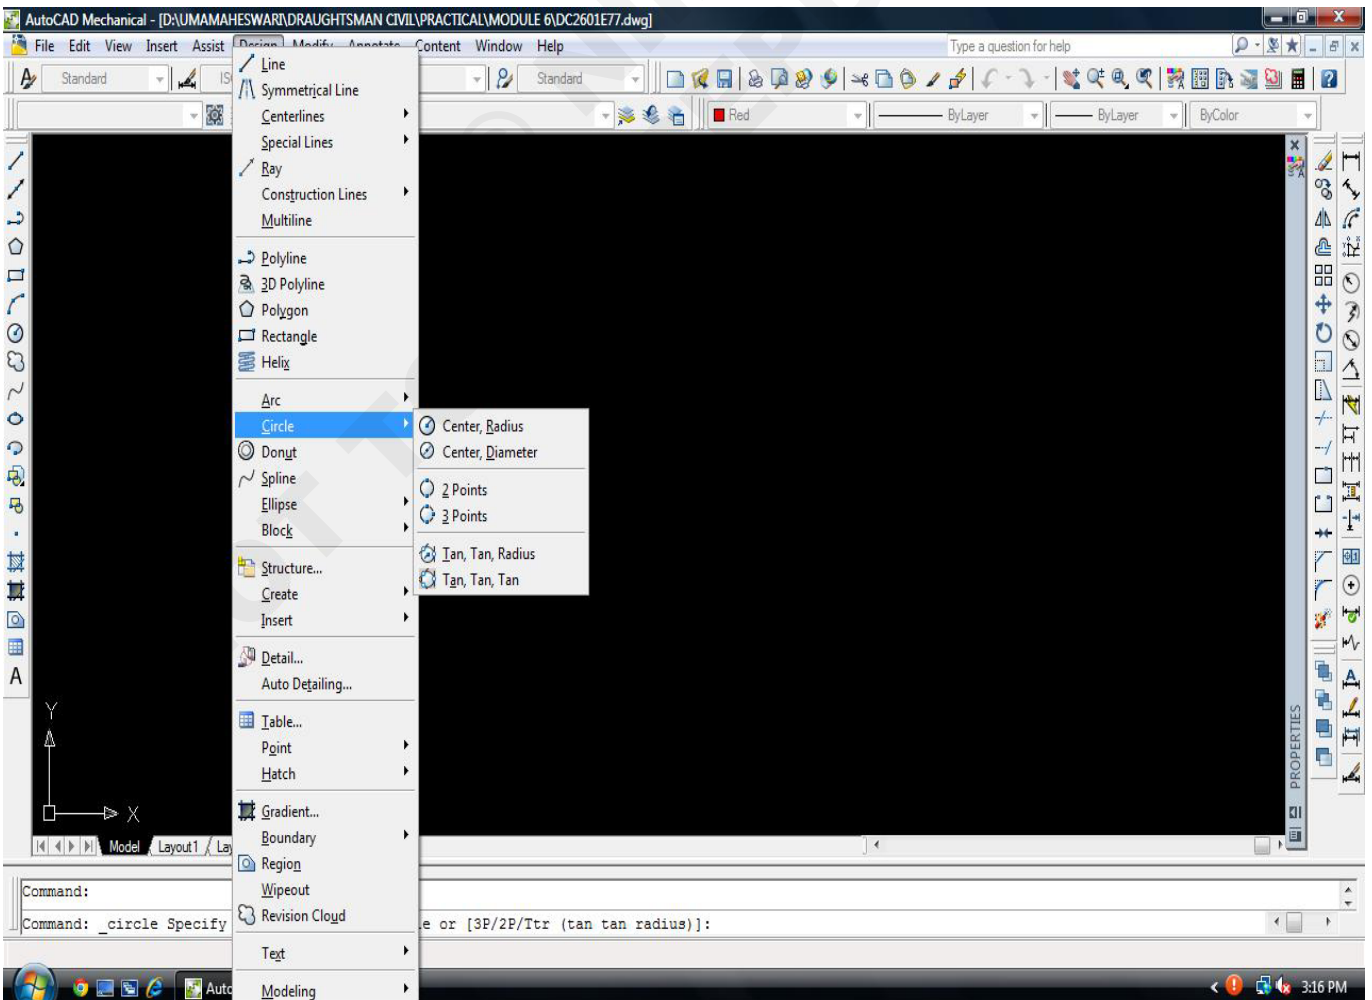 AutoCAD Mechanical - [D:\UMAMAHESWARI\DRAUGHTSMAN CIVIL\PRACTICAL\MODULE 6\DC2601E77.dwg]
File Edit View Insert Assist Design Modify Annotate Content Window Help Type a question for help
Standard Standard
Red ByLayer ByLayer ByColor
Line
Symmetrical Line
Centerlines
Special Lines
Ray
Construction Lines
Multiline
Polyline
3D Polyline
Polygon
Rectangle
Helix
Arc
Circle
Donut
Spline
Ellipse
Block
Structure...
Create
Insert
Detail...
Auto Detailing...
Table...
Point
Hatch
Gradient...
Boundary
Region
Wipeout
Revision Cloud
Text
Modeling
Center, Radius
Center, Diameter
2 Points
3 Points
Tan, Tan, Radius
Tan, Tan, Tan
A
Y
X
PROPERTIES
Model Layout1
Command:
Command: _circle Specify e or [3P/2P/Ttr (tan tan radius)]:
3:16 PM